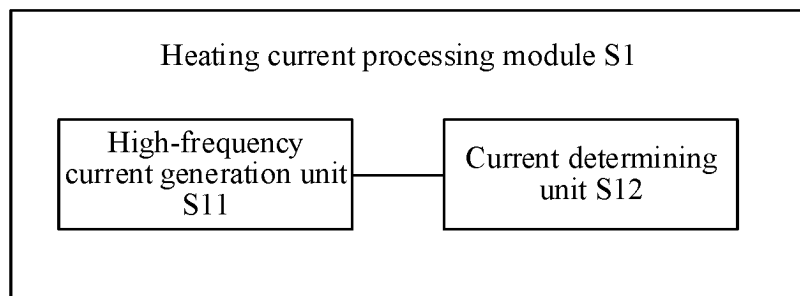 Heating current processing module S1
High-frequency
current generation unit
S11
Current determining
unit S12